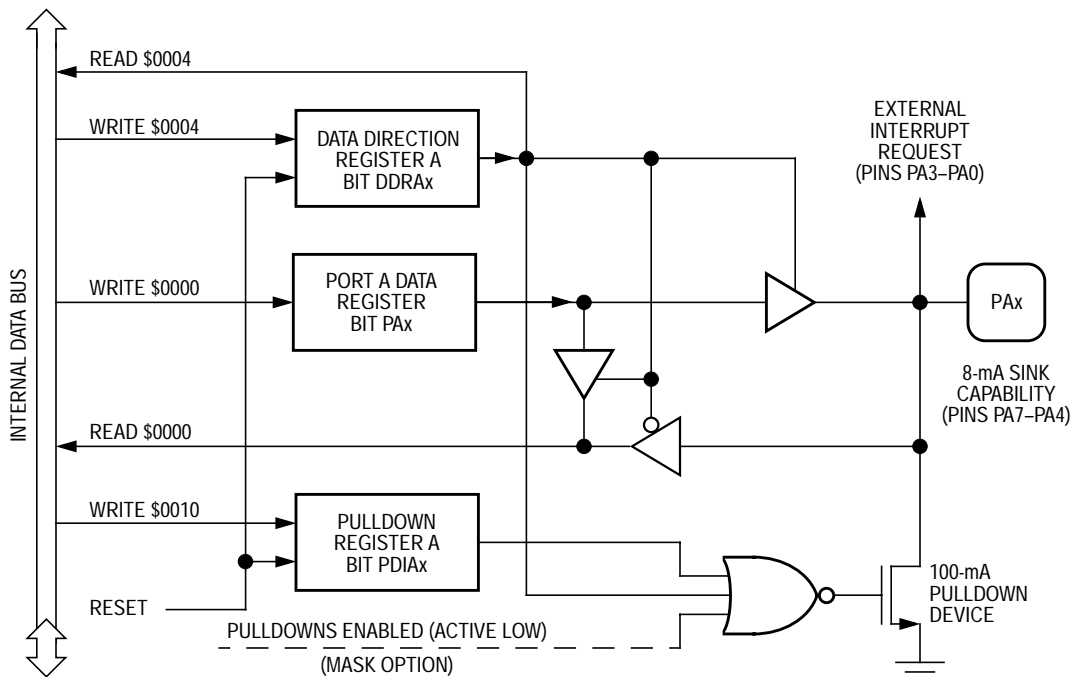 READ $0004
WRITE $0004
DATA DIRECTION
REGISTER A
BIT DDRAx
EXTERNAL
INTERRUPT
REQUEST
(PINS PA3–PA0)
INTERNAL DATA BUS
WRITE $0000
PORT A DATA
REGISTER
BIT PAx
PAx
8-mA SINK
CAPABILITY
(PINS PA7–PA4)
READ $0000
WRITE $0010
PULLDOWN
REGISTER A
BIT PDIAx
RESET
100-mA
PULLDOWN
DEVICE
PULLDOWNS ENABLED (ACTIVE LOW)
(MASK OPTION)